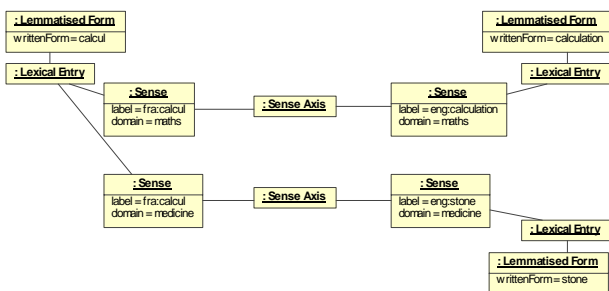 : Lemmatised Form
writtenForm = calcul
: Lemmatised Form
writtenForm = calculation
: Lexical Entry
: Lexical Entry
: Sense
label = fra:calcul
domain = maths
: Sense Axis
: Sense
label = eng:calculation
domain = maths
: Sense
label = fra:calcul
domain = medicine
: Sense Axis
: Sense
label = eng:stone
domain = medicine
: Lexical Entry
: Lemmatised Form
writtenForm = stone